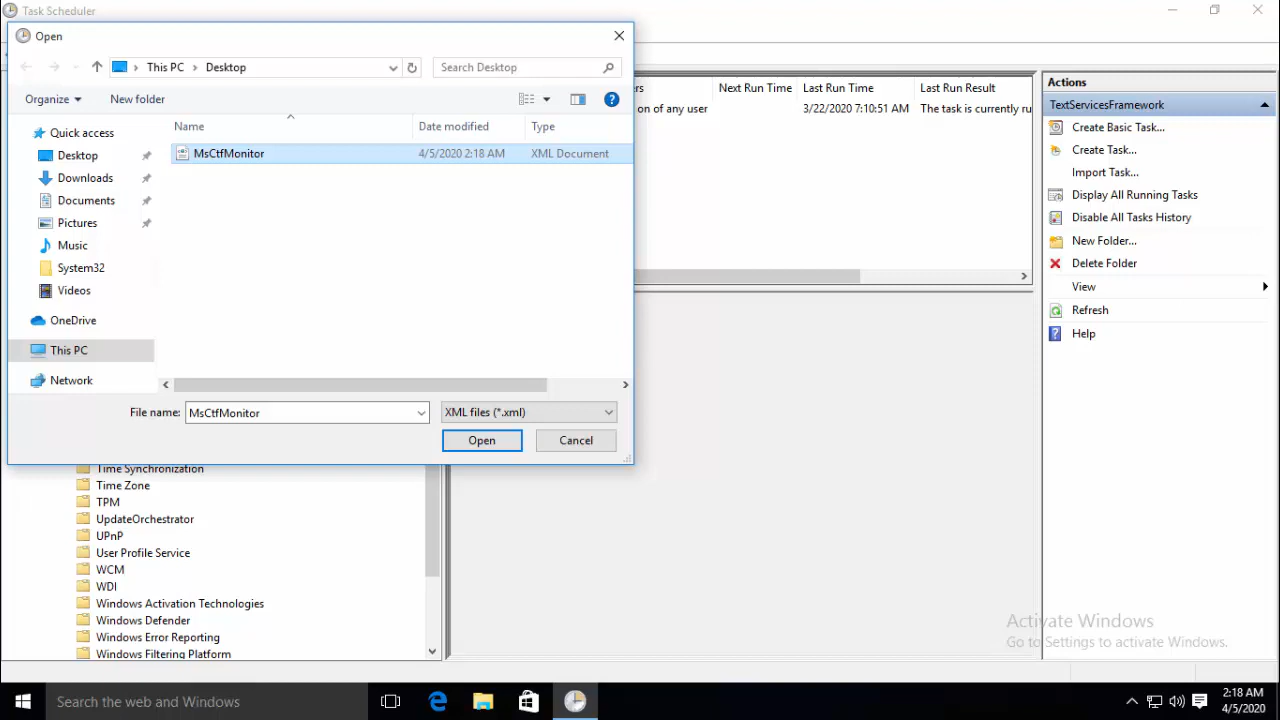 Task Scheduler
Open
This PC
Desktop
Search Desktop
Organize
New folder
Name
Date modified
Type
MsCtfMonitor
4/5/2020 2:18 AM
XML Document
Quick access
Desktop
Downloads
Documents
Pictures
Music
System32
Videos
OneDrive
This PC
Network
File name:
MsCtfMonitor
XML files (*.xml)
Open
Cancel
rs
Next Run Time
Last Run Time
Last Run Result
on of any user
3/22/2020 7:10:51 AM
The task is currently ru
Time Synchronization
Time Zone
TPM
UpdateOrchestrator
UPnP
User Profile Service
WCM
WDI
Windows Activation Technologies
Windows Defender
Windows Error Reporting
Windows Filtering Platform
Actions
TextServicesFramework
Create Basic Task...
Create Task...
Import Task...
Display All Running Tasks
Disable All Tasks History
New Folder...
Delete Folder
View
Refresh
Help
Activate Windows
Go to Settings to activate Windows.
Search the web and Windows
2:18 AM
4/5/2020